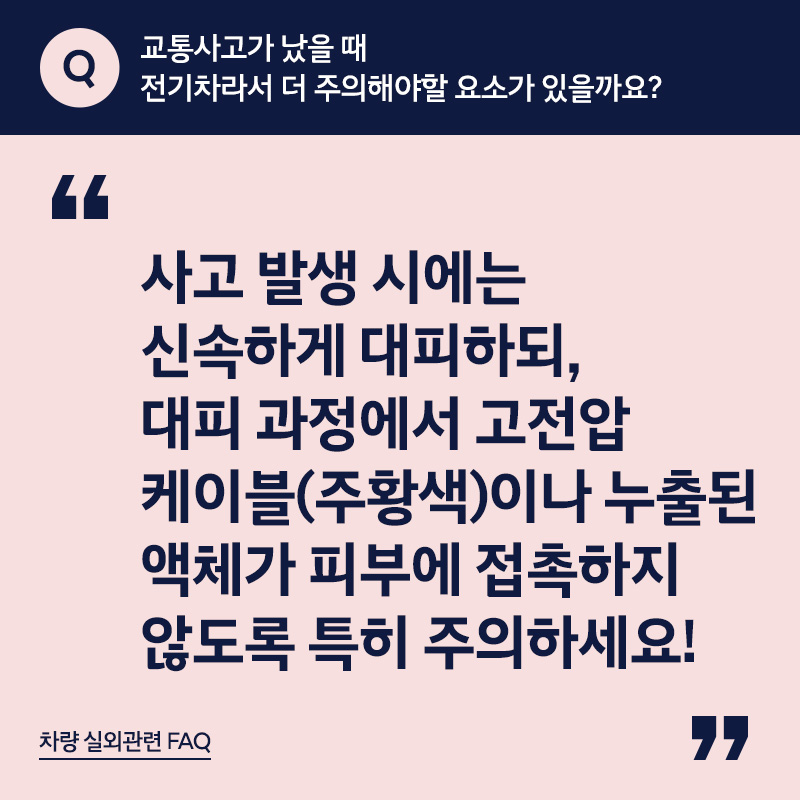 Q
교통사고가 났을 때
전기차라서 더 주의해야할 요소가 있을까요?
“
사고 발생 시에는
신속하게 대피하되,
대피 과정에서 고전압
케이블(주황색)이나 누출된
액체가 피부에 접촉하지
않도록 특히 주의하세요!
”
차량 실외관련 FAQ